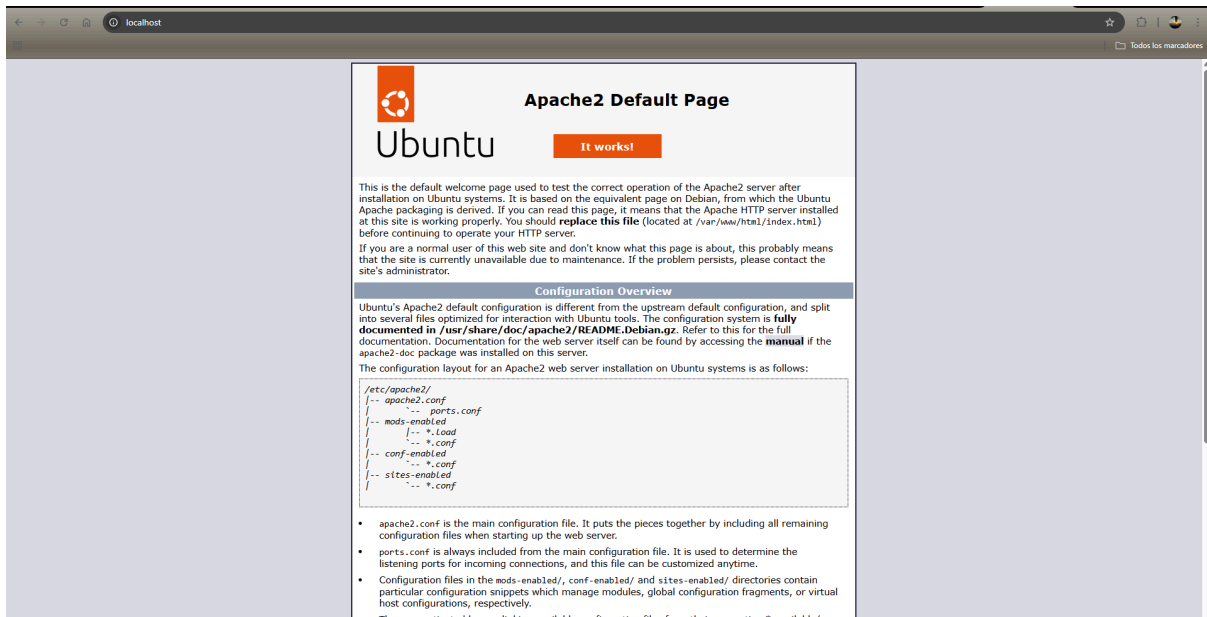 localhost
Todos los marcadores
Apache2 Default Page
Ubuntu
It works!
This is the default welcome page used to test the correct operation of the Apache2 server after
installation on Ubuntu systems. It is based on the equivalent page on Debian, from which the Ubuntu
Apache packaging is derived. If you can read this page, it means that the Apache HTTP server installed
at this site is working properly. You should replace this file (located at /var/www/html/index.html)
before continuing to operate your HTTP server.
If you are a normal user of this web site and don't know what this page is about, this probably means
that the site is currently unavailable due to maintenance. If the problem persists, please contact the
site's administrator.
Configuration Overview
Ubuntu's Apache2 default configuration is different from the upstream default configuration, and split
into several files optimized for interaction with Ubuntu tools. The configuration system is fully
documented in /usr/share/doc/apache2/README.Debian.gz. Refer to this for the full
documentation. Documentation for the web server itself can be found by accessing the manual if the
apache2-doc package was installed on this server.
The configuration layout for an Apache2 web server installation on Ubuntu systems is as follows:
/etc/apache2/
|-- apache2.conf
|       `--  ports.conf
|-- mods-enabled
|       |-- *.load
|       `-- *.conf
|-- conf-enabled
|       `-- *.conf
|-- sites-enabled
|       `-- *.conf
• apache2.conf is the main configuration file. It puts the pieces together by including all remaining
configuration files when starting up the web server.
• ports.conf is always included from the main configuration file. It is used to determine the
listening ports for incoming connections, and this file can be customized anytime.
• Configuration files in the mods-enabled/, conf-enabled/ and sites-enabled/ directories contain
particular configuration snippets which manage modules, global configuration fragments, or virtual
host configurations, respectively.